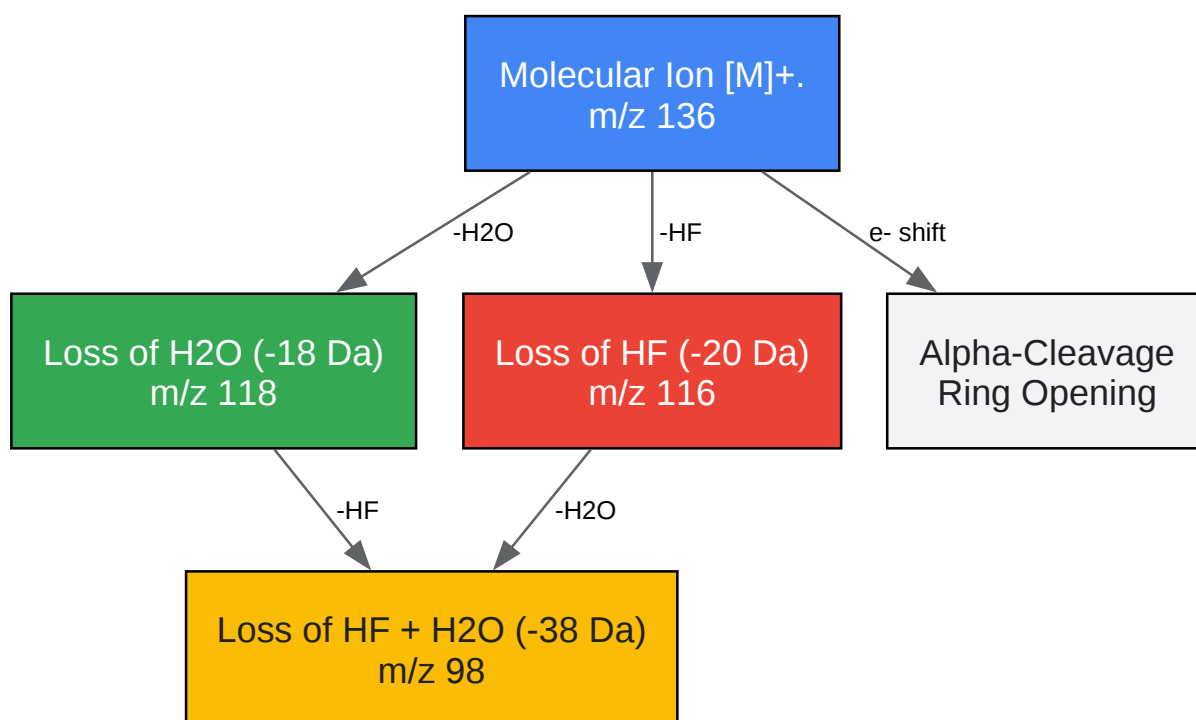 Molecular Ion [M]+.
m/z 136
-H2O
-HF
e- shift
Loss of H2O (-18 Da)
m/z 118
Loss of HF (-20 Da)
m/z 116
Alpha-Cleavage
Ring Opening
-HF
-H2O
Loss of HF + H2O (-38 Da)
m/z 98